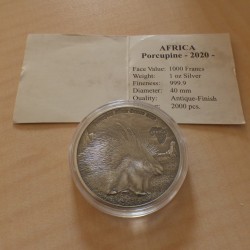 AFRICA
Porcupine - 2020 -
Face Value: 1000 Francs
Weight: 1 oz Silver
Fineness: 999.9
Diameter: 40 mm
Quality: Antique-Finish
2000 pcs.